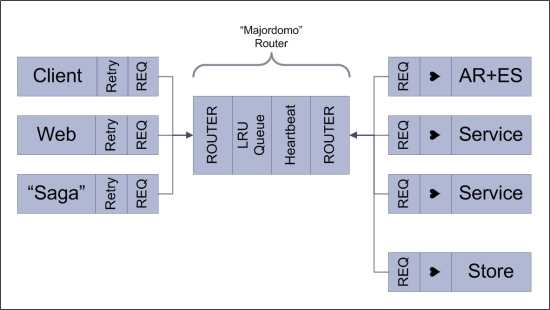 “Majordomo”
Router
Client
Retry
REQ
Web
Retry
REQ
“Saga”
Retry
REQ
ROUTER
LRU
Queue
Heartbeat
ROUTER
REQ
♥
AR+ES
REQ
♥
Service
REQ
♥
Service
REQ
♥
Store